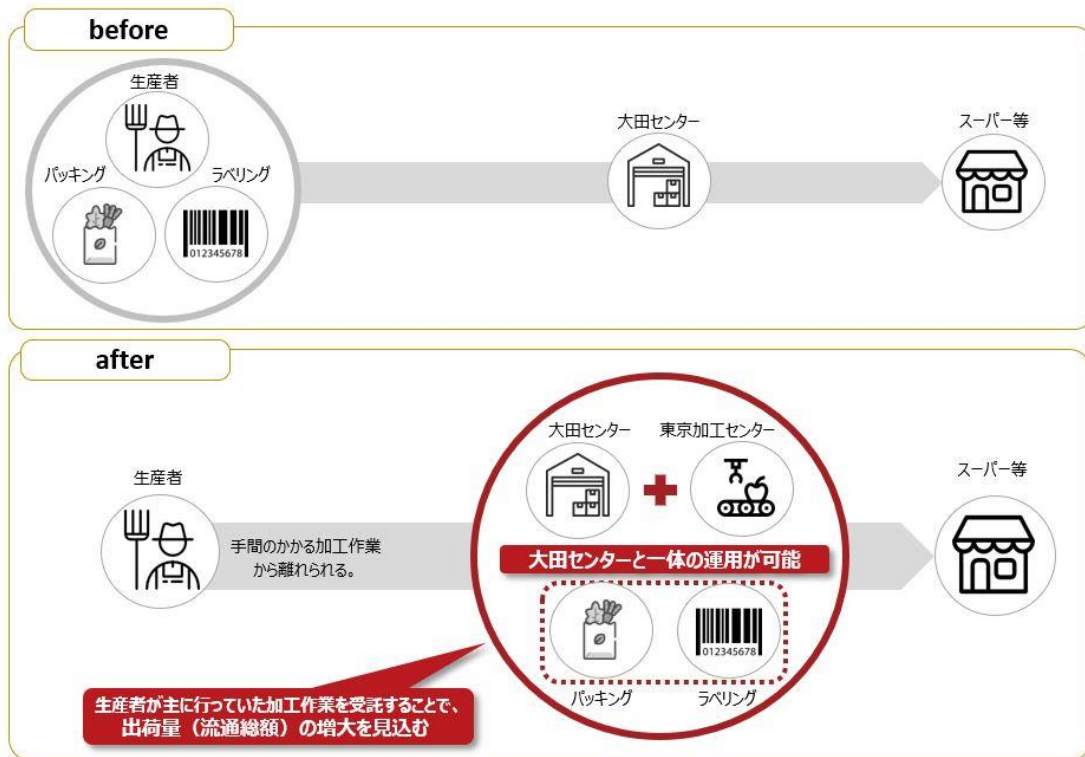 before
生産者
パッキング
ラベリング
012345678
大田センター
スーパー等
after
生産者
手間のかかる加工作業
から離れられる。
大田センター
東京加工センター
大田センターと一体の運用が可能
012345678
パッキング
ラベリング
スーパー等
生産者が主に行っていた加工作業を受託することで、
出荷量（流通総額）の増大を見込む